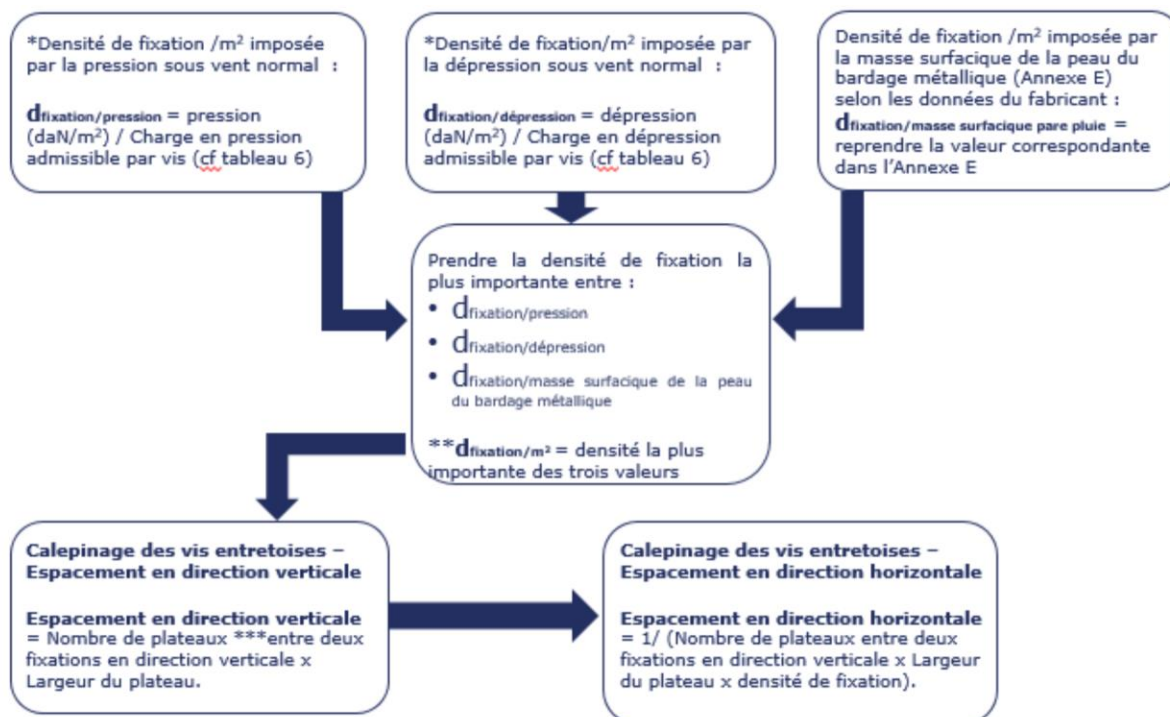 *Densité de fixation /m² imposée
par la pression sous vent normal :
dfixation/pression = pression
(daN/m²) / Charge en pression
admissible par vis (cf tableau 6)
*Densité de fixation/m² imposée par
la dépression sous vent normal :
dfixation/dépression = dépression
(daN/m²) / Charge en dépression
admissible par vis (cf tableau 6)
Densité de fixation /m² imposée par
la masse surfacique de la peau du
bardage métallique (Annexe E)
selon les données du fabricant :
dfixation/masse surfacique pare pluie =
reprendre la valeur correspondante
dans l'Annexe E
Prendre la densité de fixation la
plus importante entre :
• dfixation/pression
• dfixation/dépression
• dfixation/masse surfacique de la peau
du bardage métallique
**dfixation/m² = densité la plus
importante des trois valeurs
Calepinage des vis entretoises –
Espacement en direction verticale
Espacement en direction verticale
= Nombre de plateaux ***entre deux
fixations en direction verticale x
Largeur du plateau.
Calepinage des vis entretoises –
Espacement en direction horizontale
Espacement en direction horizontale
= 1/ (Nombre de plateaux entre deux
fixations en direction verticale x Largeur
du plateau x densité de fixation).